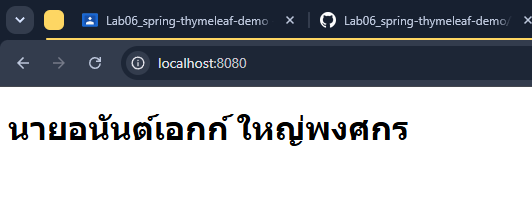 Lab06_spring-thymeleaf-demo
Lab06_spring-thymeleaf-demo/
localhost:8080
นายอนันต์เอกก์ ใหญ่พงศกร